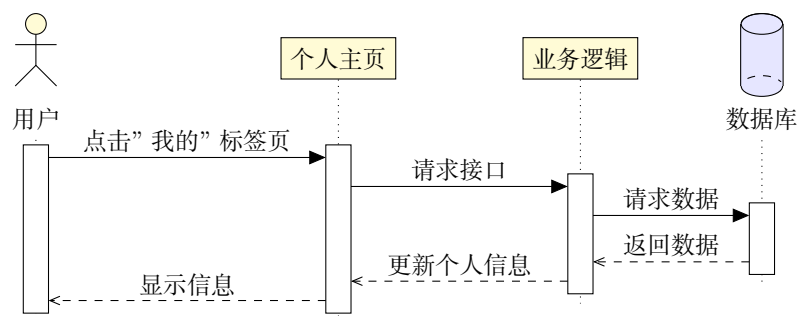 个人主页
业务逻辑
用户
数据库
点击”我的”标签页
请求接口
请求数据
返回数据
更新个人信息
显示信息